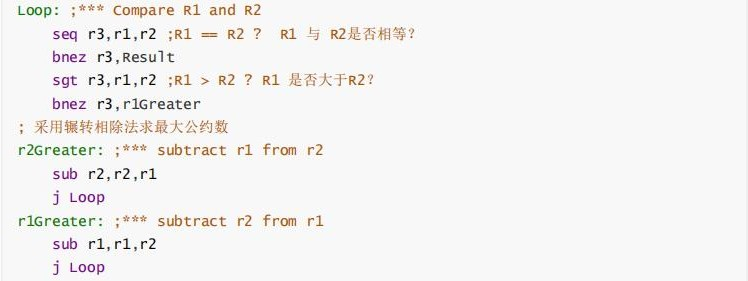 Loop: ;*** Compare R1 and R2
seq r3,r1,r2 ;R1 == R2 ? R1 与 R2是否相等？
bnez r3,Result
sgt r3,r1,r2 ;R1 > R2 ? R1 是否大于R2？
bnez r3,r1Greater
; 采用辗转相除法求最大公约数
r2Greater: ;*** subtract r1 from r2
sub r2,r2,r1
j Loop
r1Greater: ;*** subtract r2 from r1
sub r1,r1,r2
j Loop